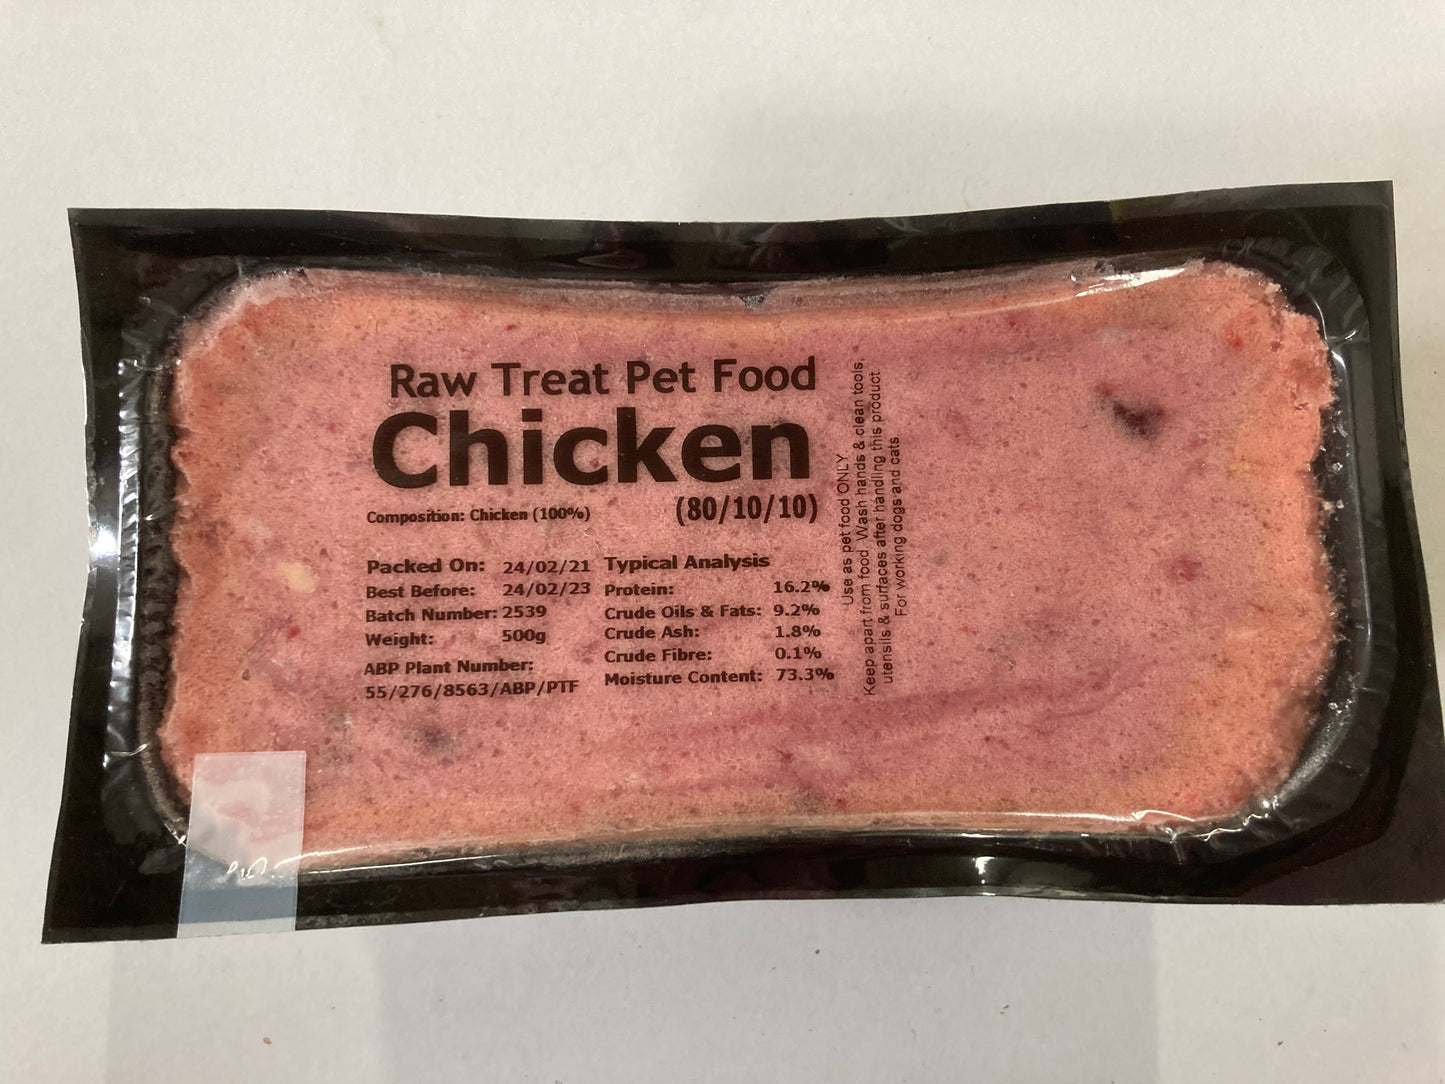 Raw Treat Pet Food
Chicken
(80/10/10)
Composition: Chicken (100%)
Packed On: 24/02/21
Best Before: 24/02/23
Batch Number: 2539
Weight: 500g
ABP Plant Number:
55/276/8563/ABP/PTF
Typical Analysis
Protein: 16.2%
Crude Oils & Fats: 9.2%
Crude Ash: 1.8%
Crude Fibre: 0.1%
Moisture Content: 73.3%
Use as pet food ONLY
Keep apart from food. Wash hands & clean tools,
utensils & surfaces after handling this product
For working dogs and cats